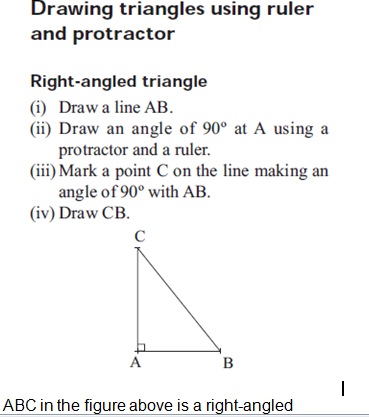 Drawing triangles using ruler
and protractor
Right-angled triangle
(i) Draw a line AB.
(ii) Draw an angle of 90º at A using a
protractor and a ruler.
(iii) Mark a point C on the line making an
angle of 90º with AB.
(iv) Draw CB.
C
A B
ABC in the figure above is a right-angled